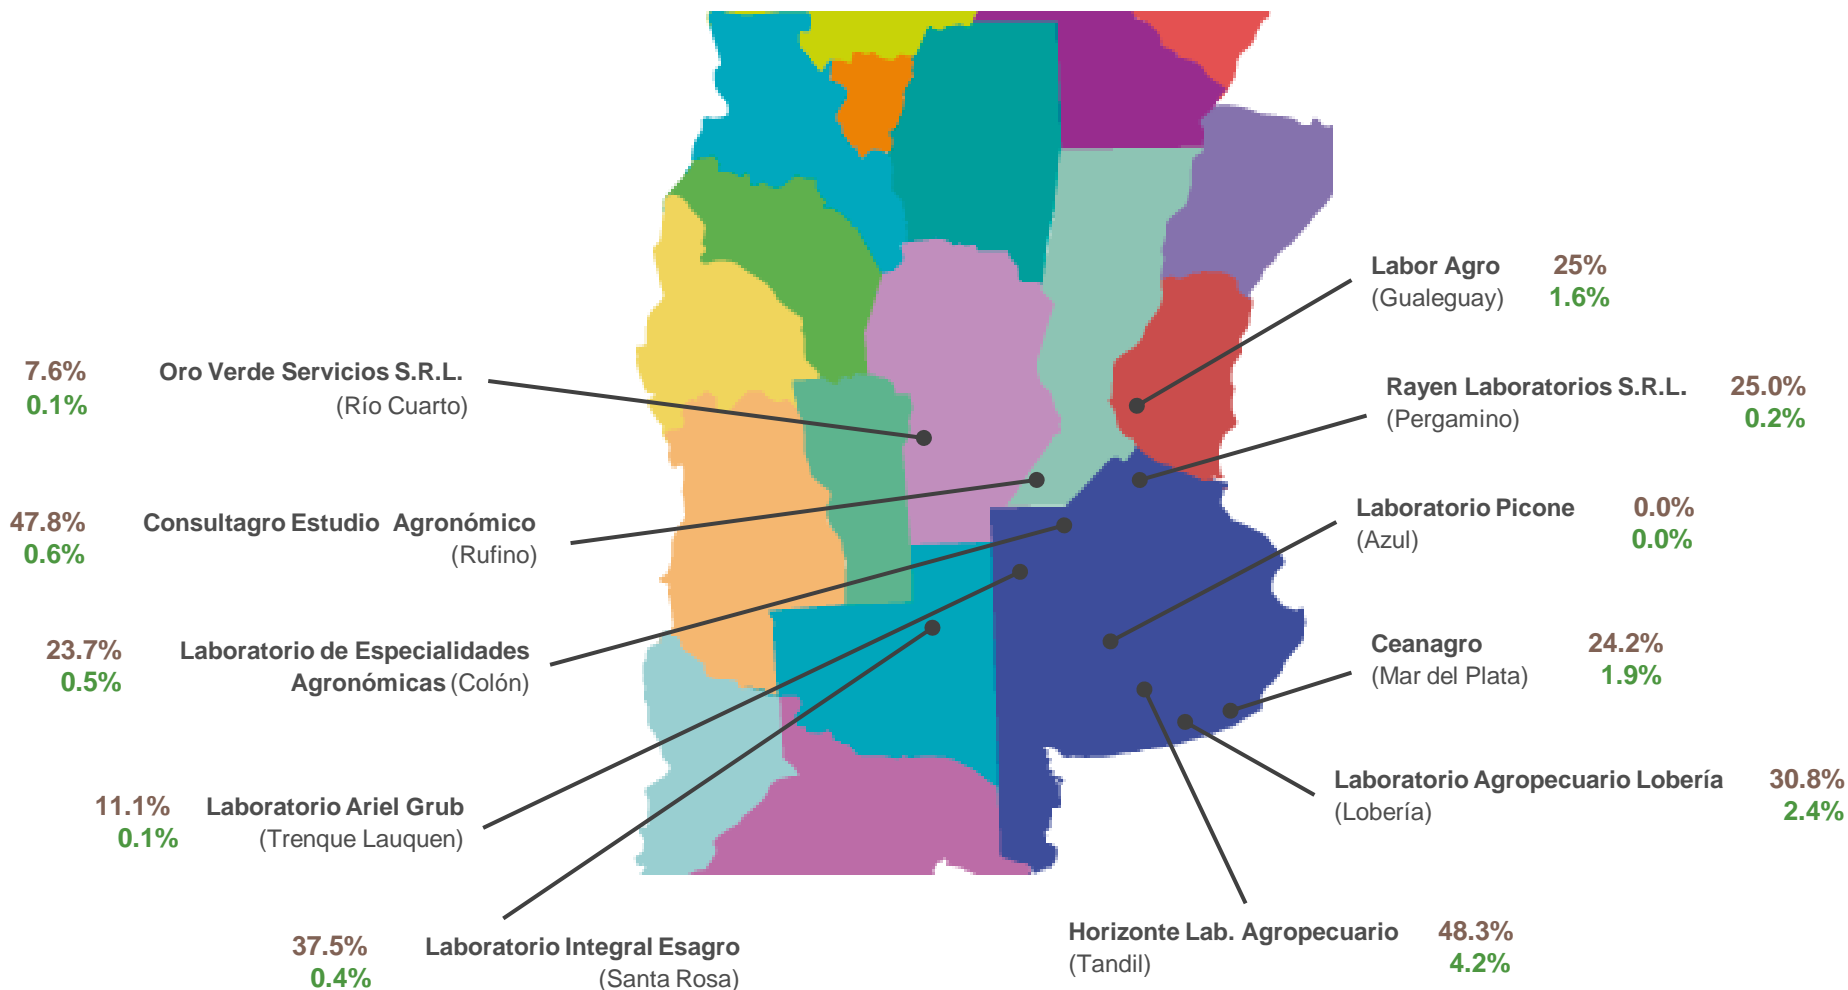 Labor Agro 25%
(Gualeguay) 1.6%
7.6% Oro Verde Servicios S.R.L.
0.1% (Río Cuarto)
Rayen Laboratorios S.R.L. 25.0%
(Pergamino) 0.2%
47.8% Consultagro Estudio Agronómico
0.6% (Rufino)
Laboratorio Picone 0.0%
(Azul) 0.0%
23.7% Laboratorio de Especialidades
0.5% Agronómicas (Colón)
Ceanagro 24.2%
(Mar del Plata) 1.9%
11.1% Laboratorio Ariel Grub
0.1% (Trenque Lauquen)
Laboratorio Agropecuario Lobería 30.8%
(Lobería) 2.4%
37.5% Laboratorio Integral Esagro
0.4% (Santa Rosa)
Horizonte Lab. Agropecuario 48.3%
(Tandil) 4.2%